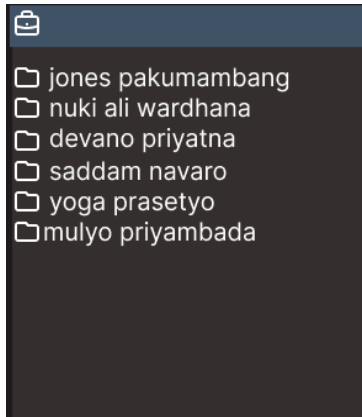 jones pakumambang
nuki ali wardhana
devano priyatna
saddam navaro
yoga prasetyo
mulyo priyambada